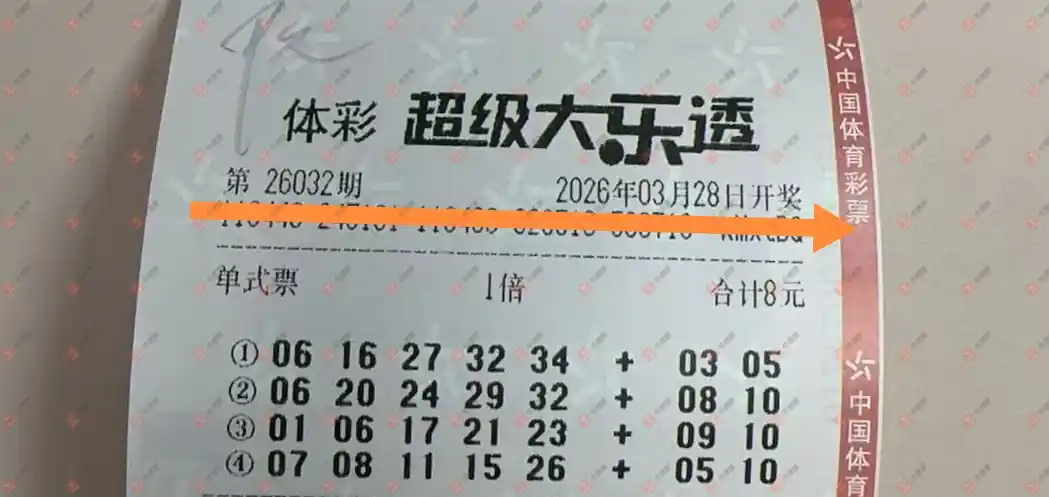 体彩 超级大乐透
第 26032期 2026年03月28日开奖
单式票 1倍 合计8元
① 06 16 27 32 34 + 03 05
② 06 20 24 29 32 + 08 10
③ 01 06 17 21 23 + 09 10
④ 07 08 11 15 26 + 05 10
中国体育彩票
中国体育